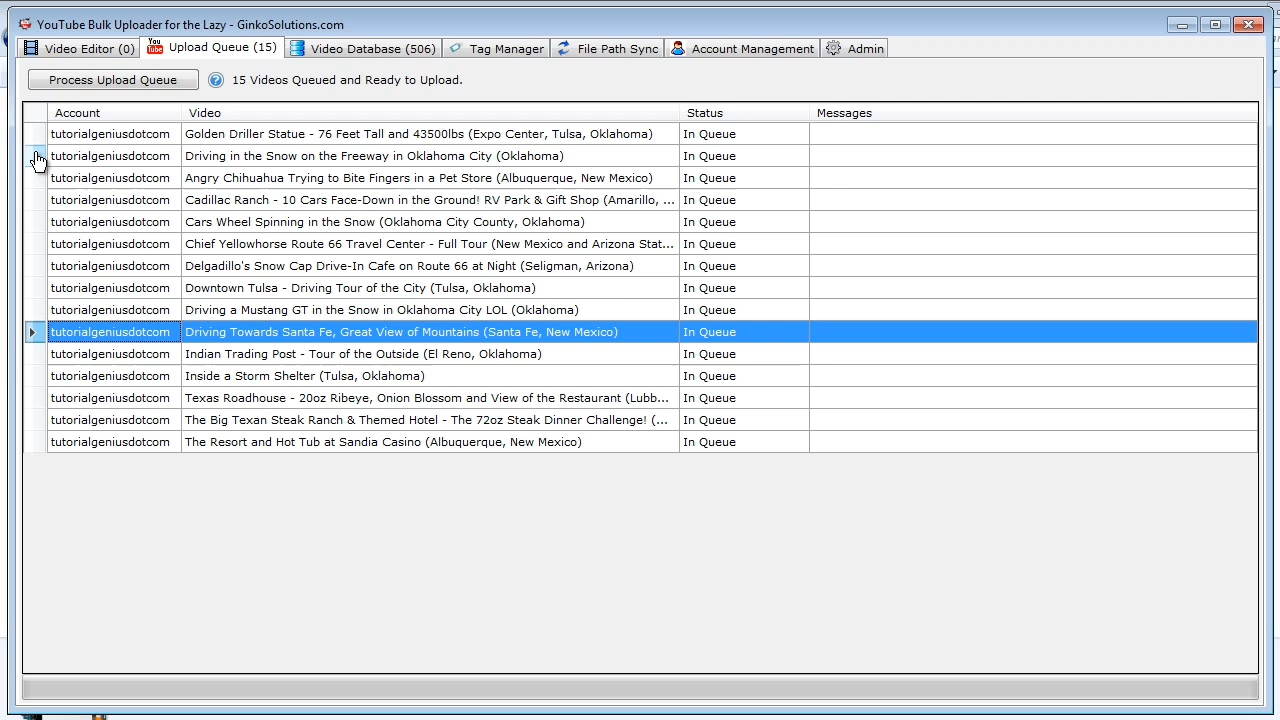 YouTube Bulk Uploader for the Lazy - GinkoSolutions.com
Video Editor (0) You Tube Upload Queue (15) Video Database (506) Tag Manager File Path Sync Account Management Admin
Process Upload Queue ? 15 Videos Queued and Ready to Upload.
Account Video Status Messages
tutorialgeniusdotcom Golden Driller Statue - 76 Feet Tall and 43500lbs (Expo Center, Tulsa, Oklahoma) In Queue
tutorialgeniusdotcom Driving in the Snow on the Freeway in Oklahoma City (Oklahoma) In Queue
tutorialgeniusdotcom Angry Chihuahua Trying to Bite Fingers in a Pet Store (Albuquerque, New Mexico) In Queue
tutorialgeniusdotcom Cadillac Ranch - 10 Cars Face-Down in the Ground! RV Park & Gift Shop (Amarillo, ... In Queue
tutorialgeniusdotcom Cars Wheel Spinning in the Snow (Oklahoma City County, Oklahoma) In Queue
tutorialgeniusdotcom Chief Yellowhorse Route 66 Travel Center - Full Tour (New Mexico and Arizona Stat... In Queue
tutorialgeniusdotcom Delgadillo's Snow Cap Drive-In Cafe on Route 66 at Night (Seligman, Arizona) In Queue
tutorialgeniusdotcom Downtown Tulsa - Driving Tour of the City (Tulsa, Oklahoma) In Queue
tutorialgeniusdotcom Driving a Mustang GT in the Snow in Oklahoma City LOL (Oklahoma) In Queue
tutorialgeniusdotcom Driving Towards Santa Fe, Great View of Mountains (Santa Fe, New Mexico) In Queue
tutorialgeniusdotcom Indian Trading Post - Tour of the Outside (El Reno, Oklahoma) In Queue
tutorialgeniusdotcom Inside a Storm Shelter (Tulsa, Oklahoma) In Queue
tutorialgeniusdotcom Texas Roadhouse - 20oz Ribeye, Onion Blossom and View of the Restaurant (Lubb... In Queue
tutorialgeniusdotcom The Big Texan Steak Ranch & Themed Hotel - The 72oz Steak Dinner Challenge! (... In Queue
tutorialgeniusdotcom The Resort and Hot Tub at Sandia Casino (Albuquerque, New Mexico) In Queue